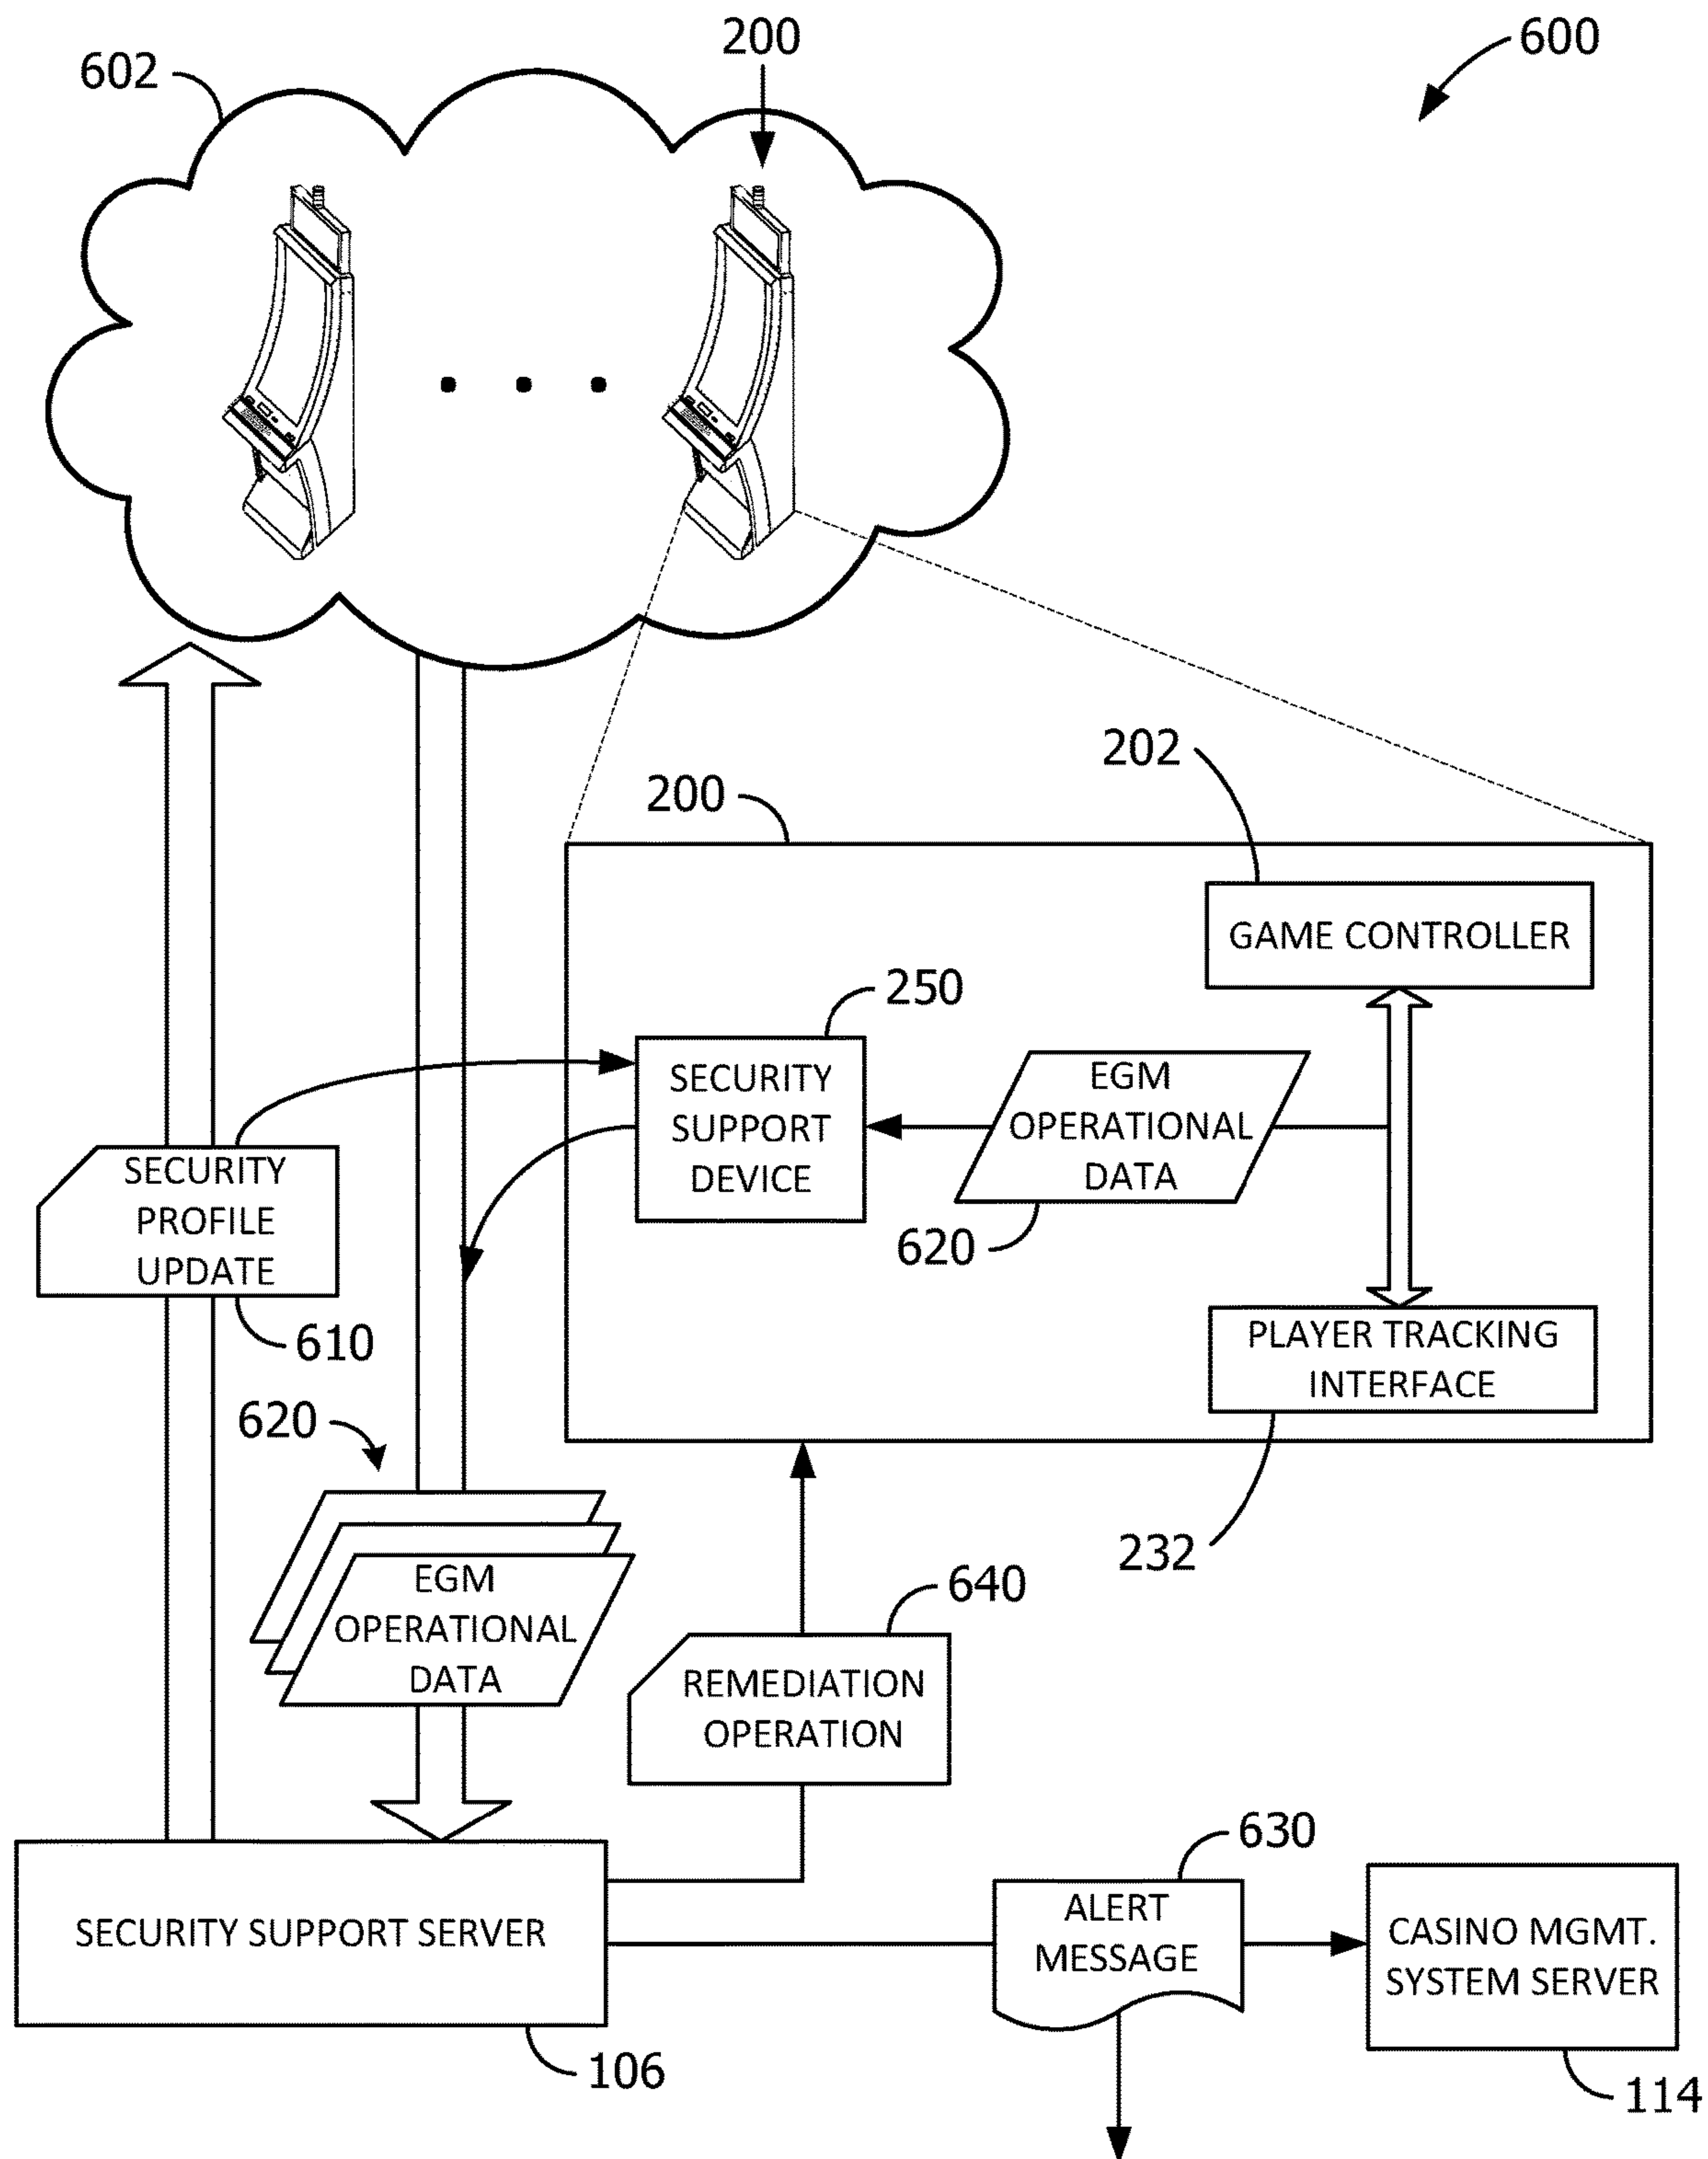 200
600
602
202
200
GAME CONTROLLER
250
SECURITY
SUPPORT
DEVICE
EGM
OPERATIONAL
DATA
620
SECURITY
PROFILE
UPDATE
610
PLAYER TRACKING
INTERFACE
232
620
EGM
OPERATIONAL
DATA
640
REMEDIATION
OPERATION
630
ALERT
MESSAGE
SECURITY SUPPORT SERVER
106
CASINO MGMT.
SYSTEM SERVER
114